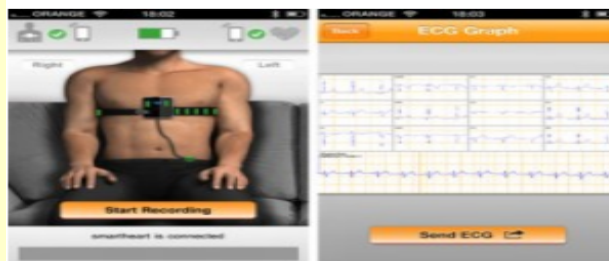 ORANGE 18:02
Right Left
Start Recording
smartheart is connected
ORANGE 18:03
Back ECG Graph
Send ECG